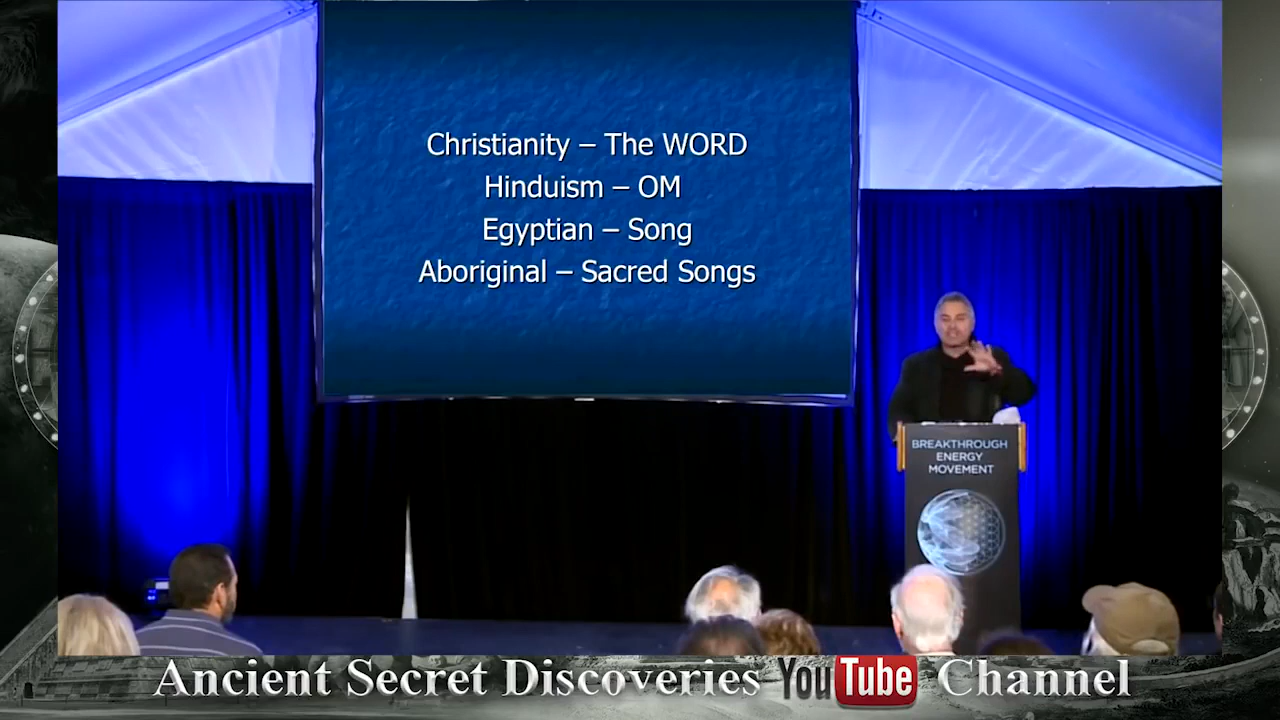 Christianity – The WORD
Hinduism – OM
Egyptian – Song
Aboriginal – Sacred Songs
BREAKTHROUGH
ENERGY
MOVEMENT
Ancient Secret Discoveries YouTube Channel